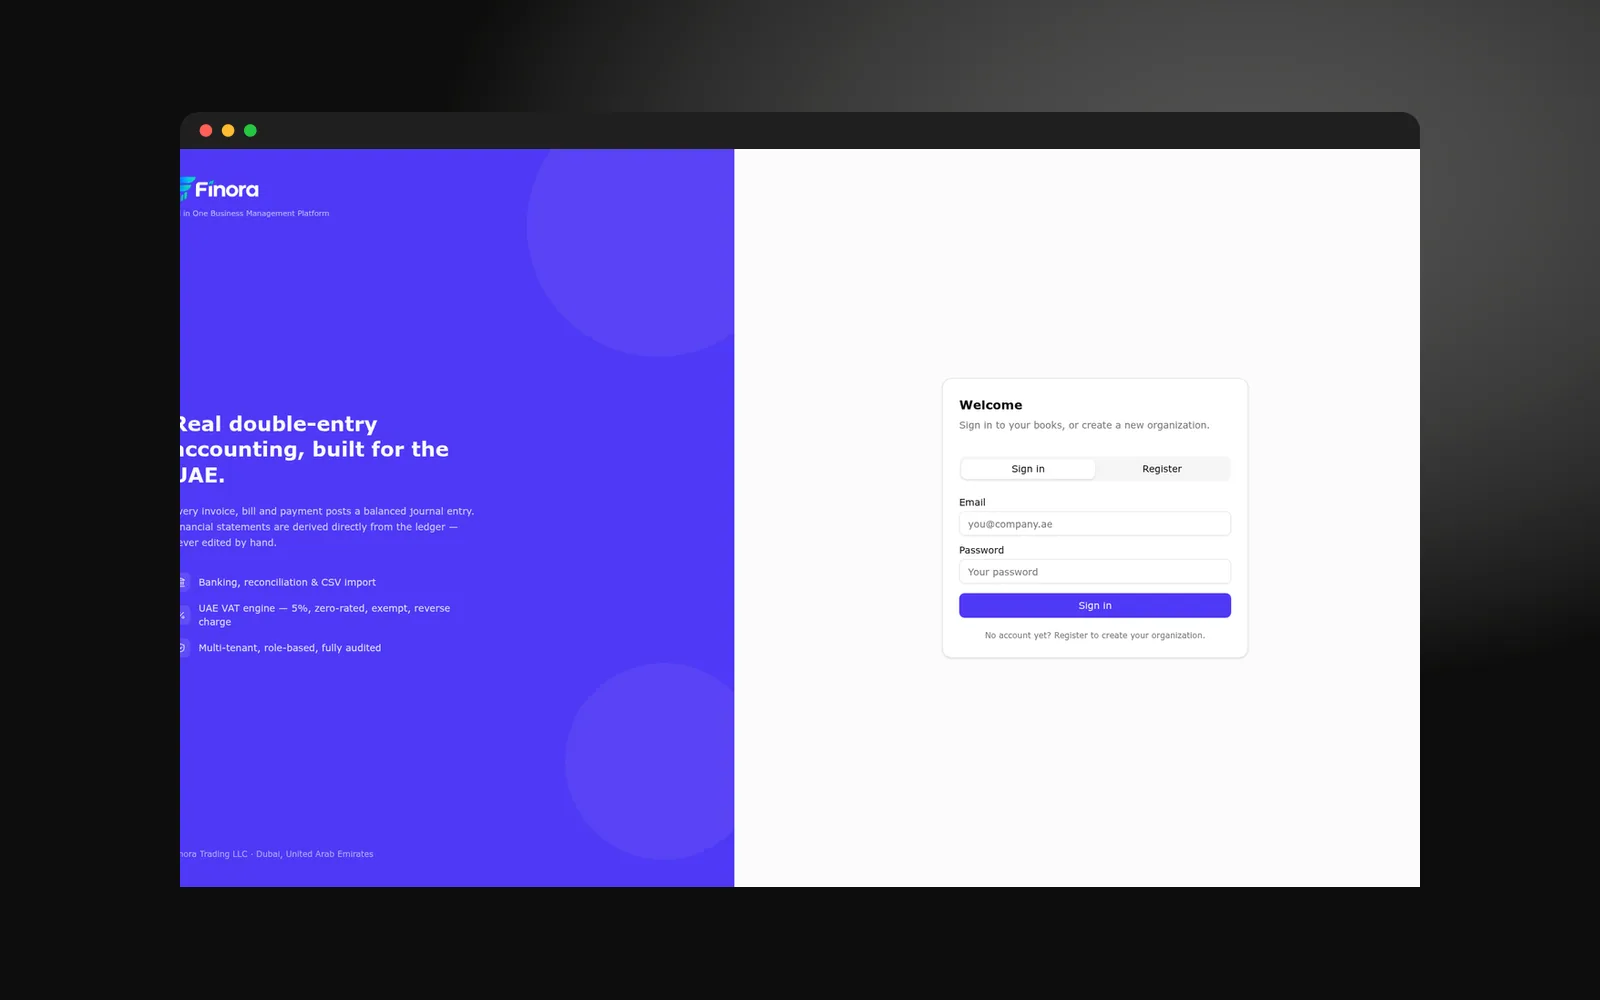 Finora
in One Business Management Platform
Real double-entry
accounting, built for the
UAE.
very invoice, bill and payment posts a balanced journal entry.
nancial statements are derived directly from the ledger —
ever edited by hand.
Banking, reconciliation & CSV import
UAE VAT engine — 5%, zero-rated, exempt, reverse
charge
Multi-tenant, role-based, fully audited
nora Trading LLC · Dubai, United Arab Emirates
Welcome
Sign in to your books, or create a new organization.
Sign in
Register
Email
you@company.ae
Password
Your password
Sign in
No account yet? Register to create your organization.